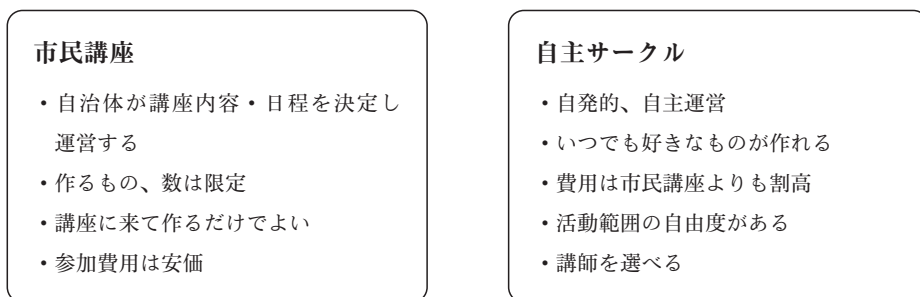 市民講座
・自治体が講座内容・日程を決定し
運営する
・作るもの、数は限定
・講座に来て作るだけでよい
・参加費用は安価
自主サークル
・自発的、自主運営
・いつでも好きなものが作れる
・費用は市民講座よりも割高
・活動範囲の自由度がある
・講師を選べる